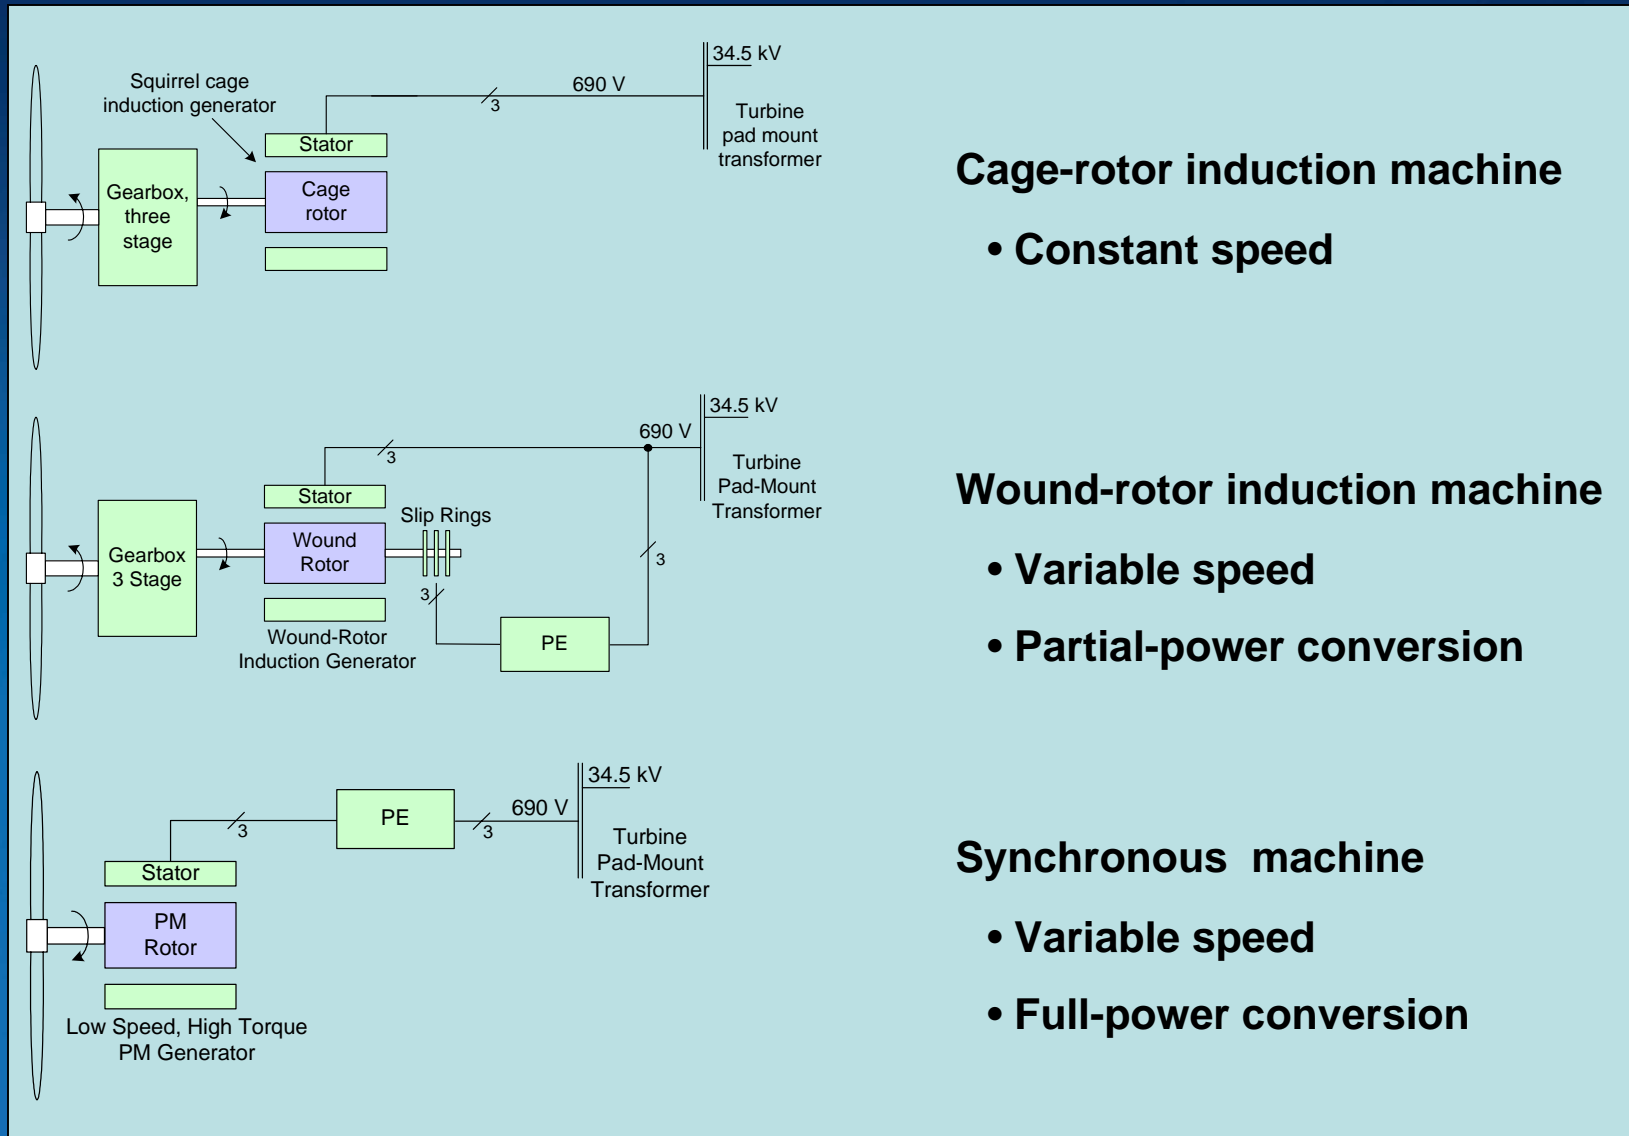 Squirrel cage
induction generator
Stator
Gearbox,
three
stage
Cage
rotor
3
690 V
34.5 kV
Turbine
pad mount
transformer
Cage-rotor induction machine
• Constant speed
Stator
Gearbox
3 Stage
Wound
Rotor
Slip Rings
3
Wound-Rotor
Induction Generator
3
PE
3
690 V
34.5 kV
Turbine
Pad-Mount
Transformer
Wound-rotor induction machine
• Variable speed
• Partial-power conversion
Stator
PM
Rotor
Low Speed, High Torque
PM Generator
3
PE
3
690 V
34.5 kV
Turbine
Pad-Mount
Transformer
Synchronous machine
• Variable speed
• Full-power conversion